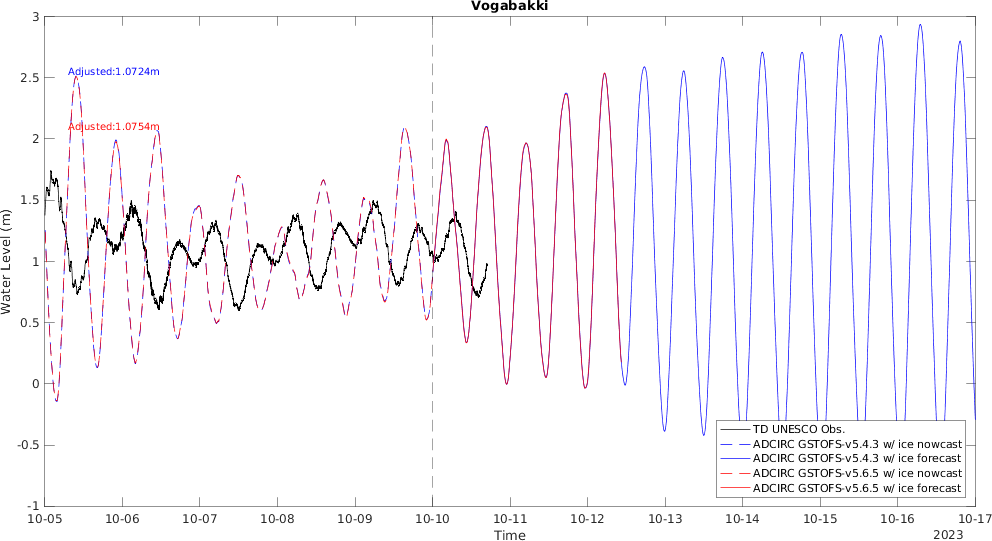 Vogabakki
3
2.5
2
1.5
1
0.5
0
-0.5
-1
Water Level (m)
Adjusted:1.0724m
Adjusted:1.0754m
TD UNESCO Obs.
ADCIRC GSTOFS-v5.4.3 w/ ice nowcast
ADCIRC GSTOFS-v5.4.3 w/ ice forecast
ADCIRC GSTOFS-v5.6.5 w/ ice nowcast
ADCIRC GSTOFS-v5.6.5 w/ ice forecast
10-05 10-06 10-07 10-08 10-09 10-10 10-11 10-12 10-13 10-14 10-15 10-16 10-17
Time
2023